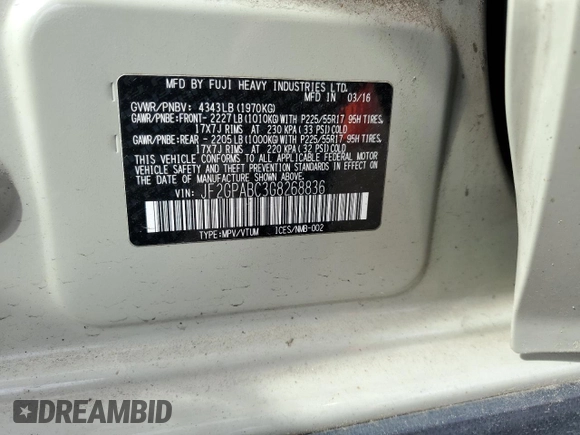 MFD BY FUJI HEAVY INDUSTRIES LTD.
MFD IN 03/16
GVWR/PNBV: 4343LB(1970KG)
GAWR/PNBE:FRONT- 2227LB(1010KG)WITH P225/55R17 95H TIRES,
17X7J RIMS AT 230 KPA(33 PSI)COLD
GAWR/PNBE:REAR - 2205LB(1000KG)WITH P225/55R17 95H TIRES,
17X7J RIMS AT 220 KPA(32 PSI)COLD
THIS VEHICLE CONFORMS TO ALL APPLICABLE FEDERAL MOTOR
VEHICLE SAFETY AND THEFT PREVENTION STANDARDS IN EFFECT ON THE
DATE OF MANUFACTURE SHOWN ABOVE.
VIN: JF2GPABC3G8268836
TYPE:MPV/VTUM ICES/NMB-002
DREAMBID